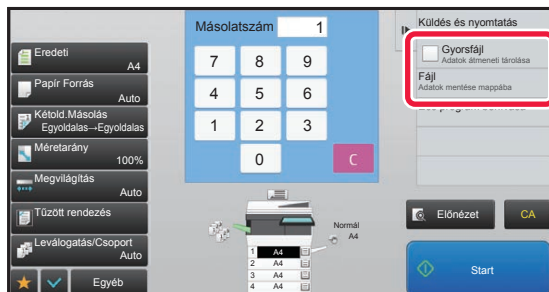 Másolatszám 1
Küldés és nyomtatás
Gyorsfájl
Adatok átmeneti tárolása
Fájl
Adatok mentése mappába
Eredeti
A4
Papír Forrás
Auto
Kétold.Másolás
Egyoldalas→Egyoldalas
Méretarány
100%
Megvilágítás
Auto
Tűzött rendezés
Leválogatás/Csoport
Auto
Egyéb
7 8 9
4 5 6
1 2 3
0 C
Normál
A4
1 A4
2 A4
3 A4
4 A4
Előnézet CA
Start